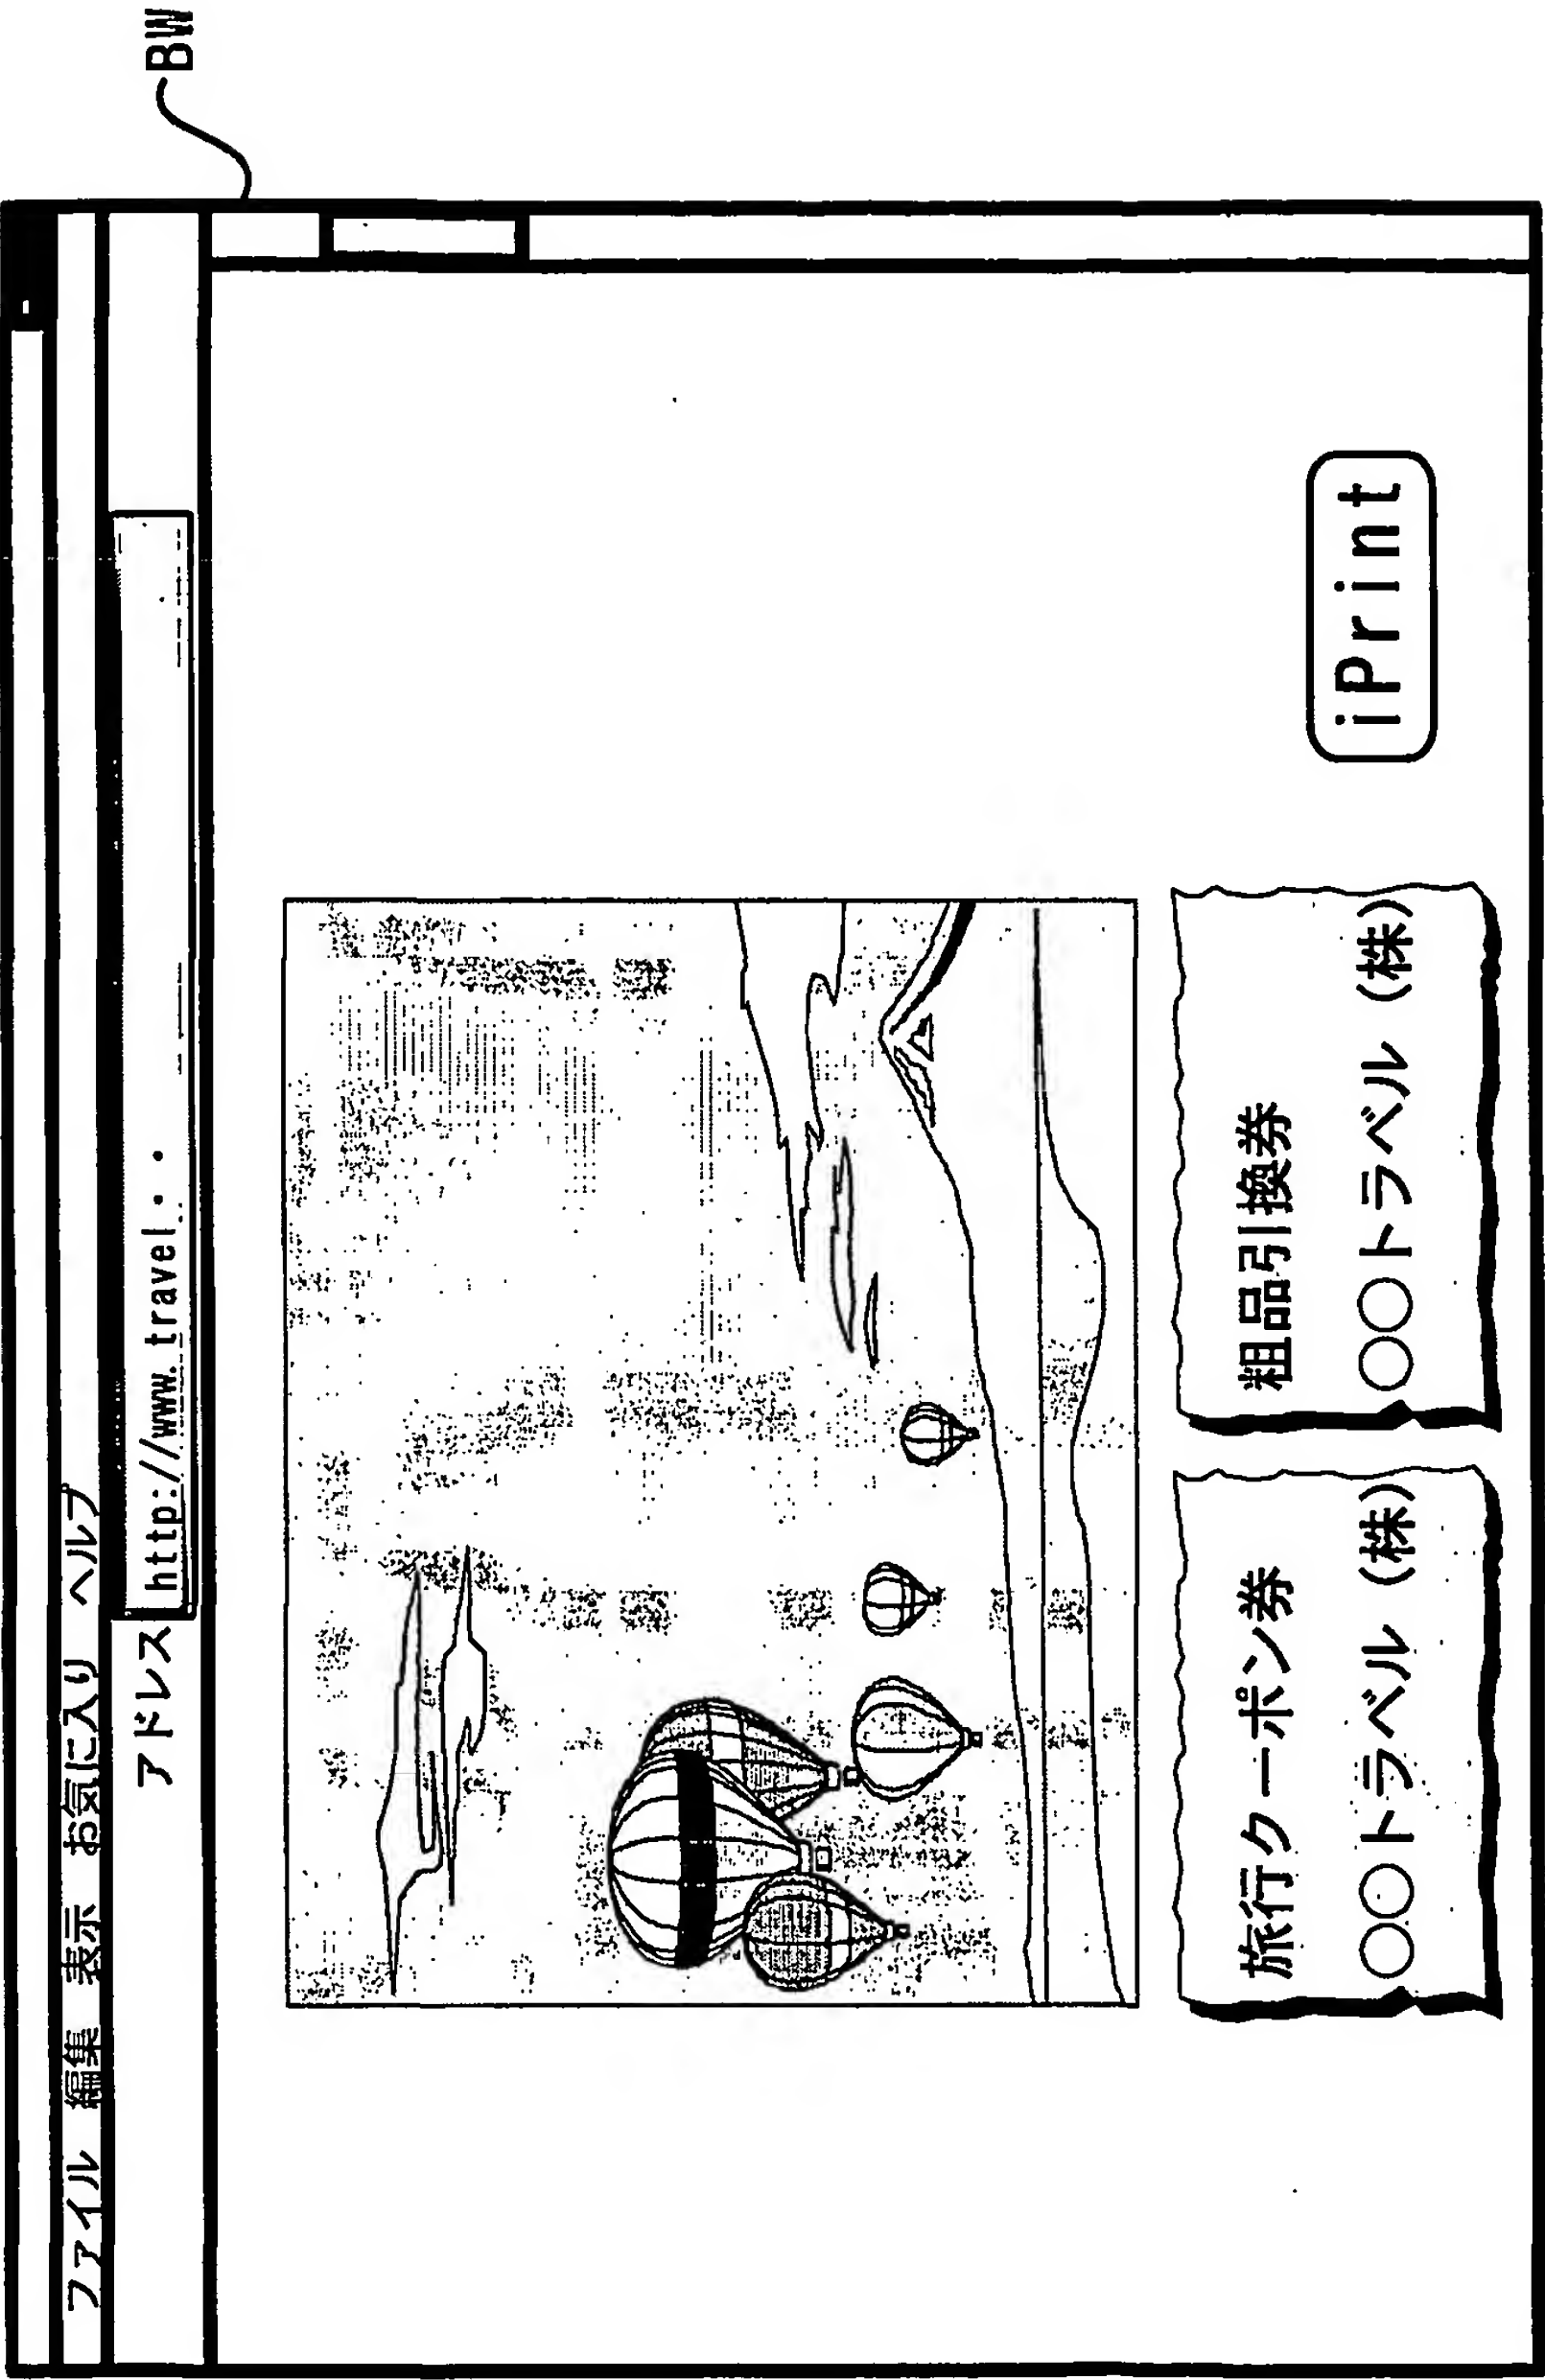 BW
ファイル 編集 表示 お気に入り ヘルプ
アドレス http://www.travel・・
旅行クーポン券
○○トラベル (株)
粗品引換券
○○トラベル (株)
iPrint